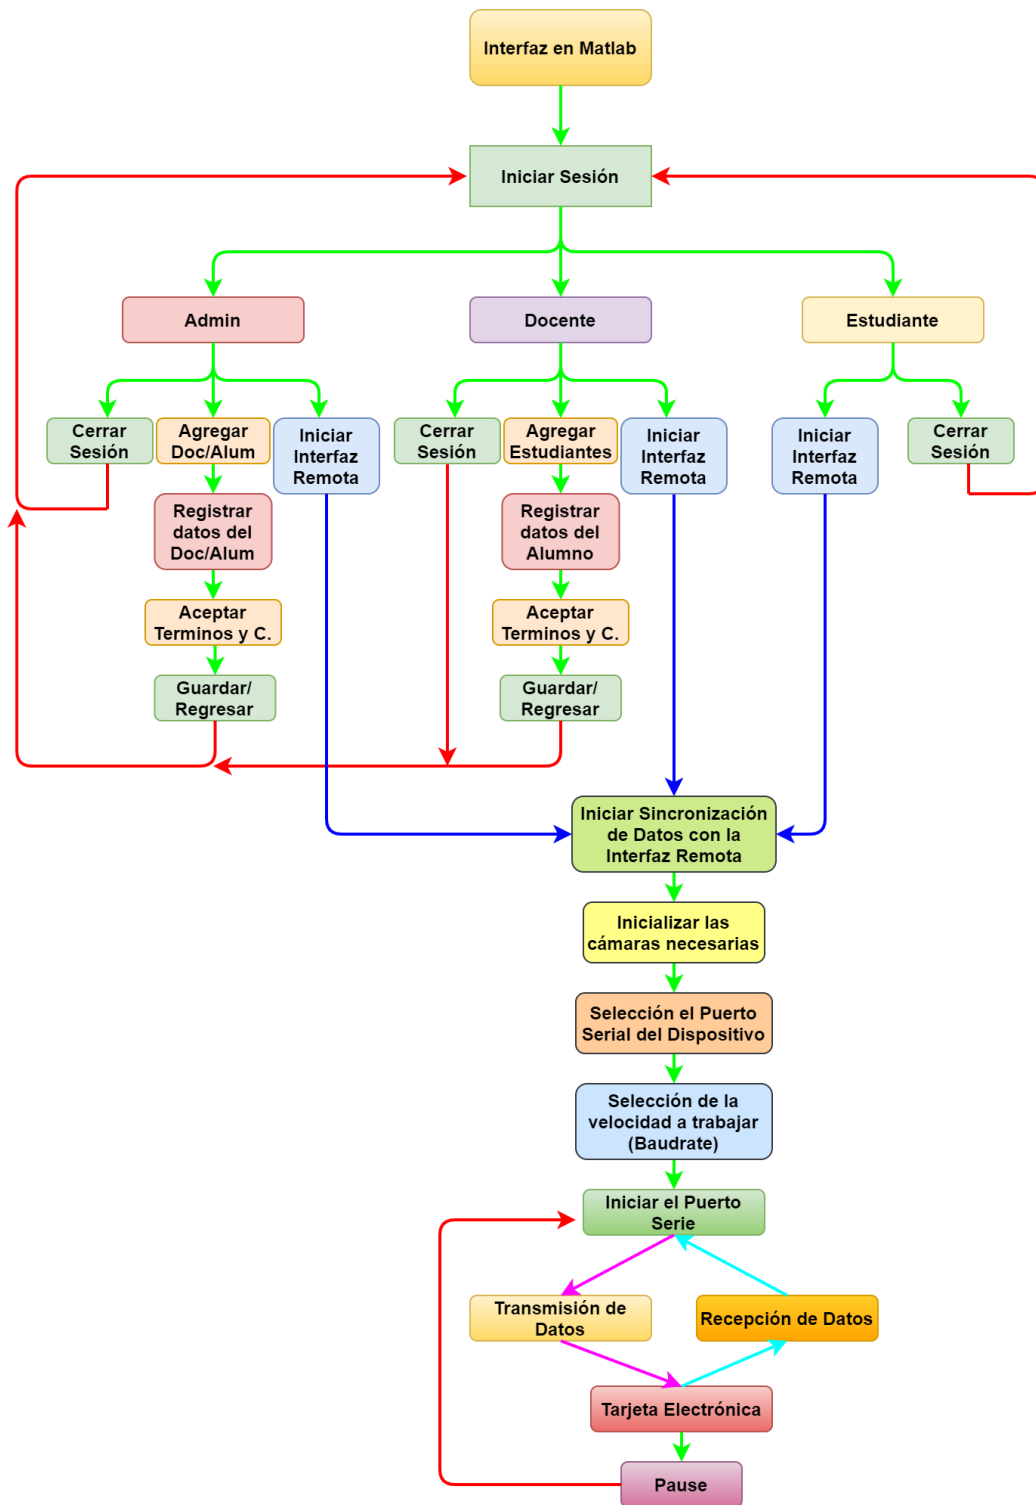 Interfaz en Matlab
Iniciar Sesión
Admin
Docente
Estudiante
Cerrar
Sesión
Agregar
Doc/Alum
Iniciar
Interfaz
Remota
Cerrar
Sesión
Agregar
Estudiantes
Iniciar
Interfaz
Remota
Iniciar
Interfaz
Remota
Cerrar
Sesión
Registrar
datos del
Doc/Alum
Registrar
datos del
Alumno
Aceptar
Terminos y C.
Aceptar
Terminos y C.
Guardar/
Regresar
Guardar/
Regresar
Iniciar Sincronización
de Datos con la
Interfaz Remota
Inicializar las
cámaras necesarias
Selección el Puerto
Serial del Dispositivo
Selección de la
velocidad a trabajar
(Baudrate)
Iniciar el Puerto
Serie
Transmisión de
Datos
Recepción de Datos
Tarjeta Electrónica
Pause